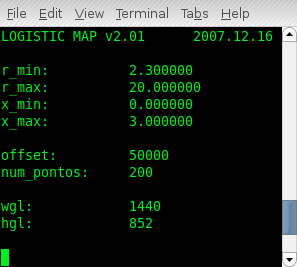 File Edit View Terminal Tabs Help
LOGISTIC MAP v2.01 2007.12.16
r_min: 2.300000
r_max: 20.000000
x_min: 0.000000
x_max: 3.000000
offset: 50000
num_pontos: 200
wgl: 1440
hgl: 852